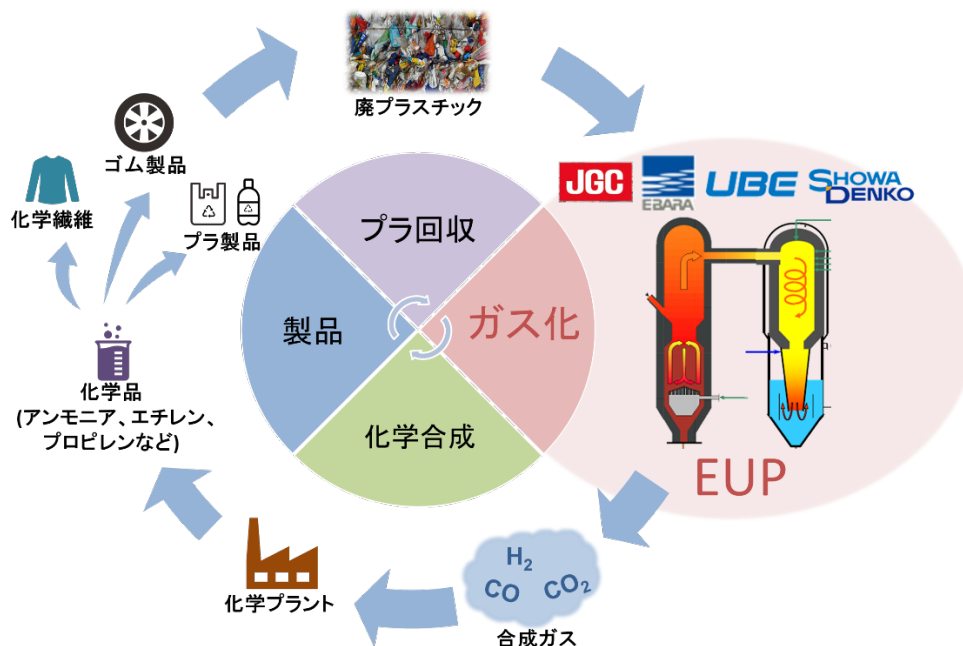 廃プラスチック
ゴム製品
化学繊維
プラ製品
JGC
EBARA
UBE
SHOWA
DENKO
プラ回収
製品
ガス化
化学合成
化学品
(アンモニア、エチレン、
プロピレンなど)
EUP
化学プラント
H₂
CO
CO₂
合成ガス